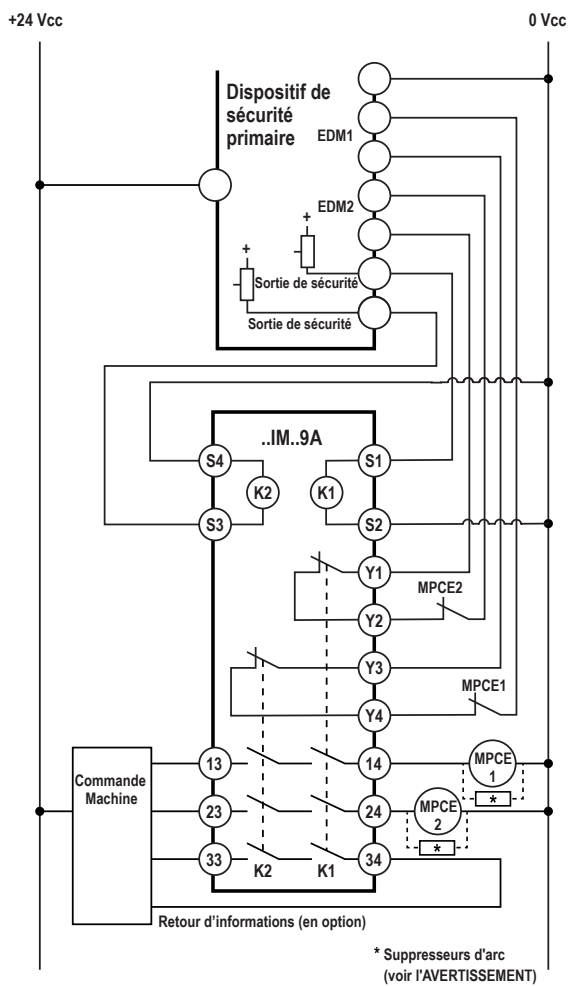 +24 Vcc
0 Vcc
Dispositif de
sécurité
primaire
EDM1
EDM2
+
+
Sortie de sécurité
Sortie de sécurité
..IM..9A
S4
S1
K2
K1
S3
S2
Y1
MPCE2
Y2
Y3
MPCE1
Y4
Commande
Machine
13
14
MPCE
1
*
23
24
MPCE
2
*
33
K2
K1
34
Retour d'informations (en option)
* Suppresseurs d'arc
(voir l'AVERTISSEMENT)